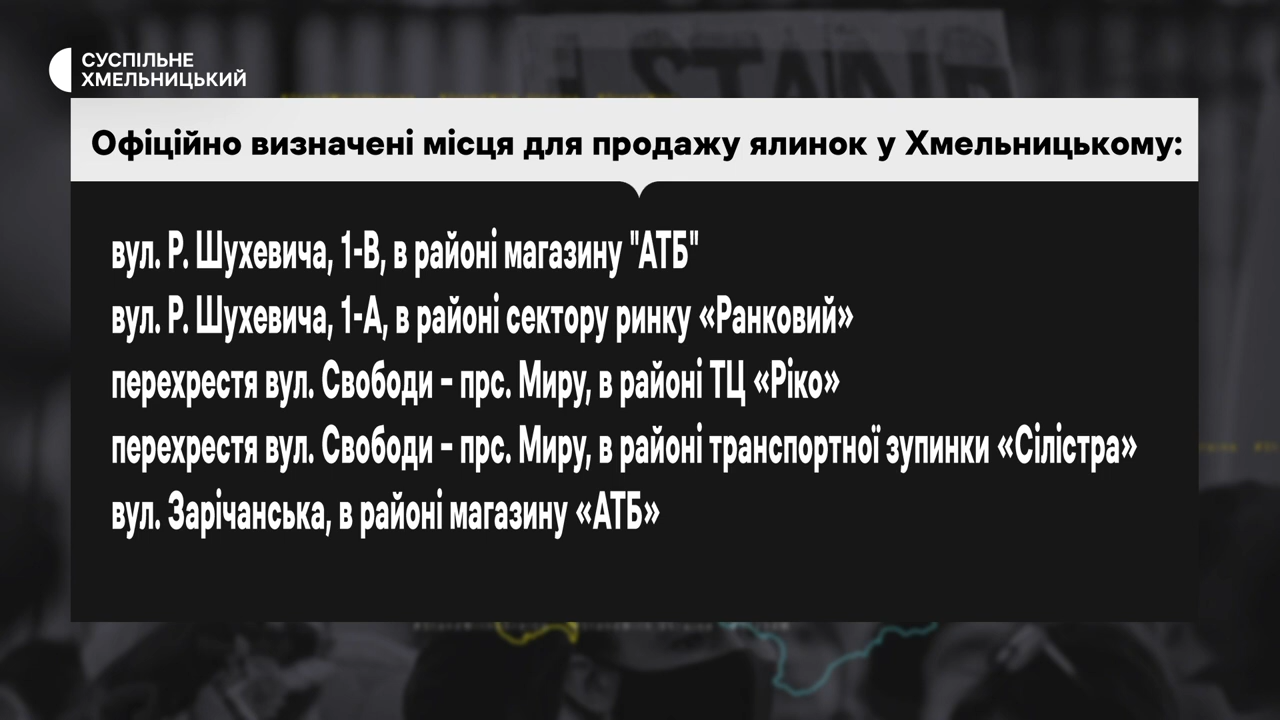 СУСПІЛЬНЕ
ХМЕЛЬНИЦЬКИЙ
Офіційно визначені місця для продажу ялинок у Хмельницькому:
вул. Р. Шухевича, 1-В, в районі магазину "АТБ"
вул. Р. Шухевича, 1-А, в районі сектору ринку «Ранковий»
перехрестя вул. Свободи – прс. Миру, в районі ТЦ «Ріко»
перехрестя вул. Свободи – прс. Миру, в районі транспортної зупинки «Сілістра»
вул. Зарічанська, в районі магазину «АТБ»